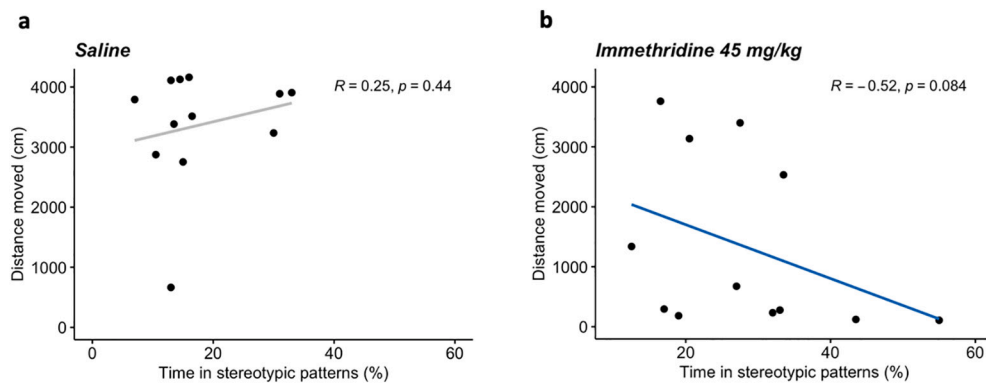 a
Saline
R = 0.25, p = 0.44
4000
3000
2000
1000
0
Distance moved (cm)
0 20 40 60
Time in stereotypic patterns (%)
b
Immethridine 45 mg/kg
R = −0.52, p = 0.084
4000
3000
2000
1000
0
Distance moved (cm)
20 40 60
Time in stereotypic patterns (%)